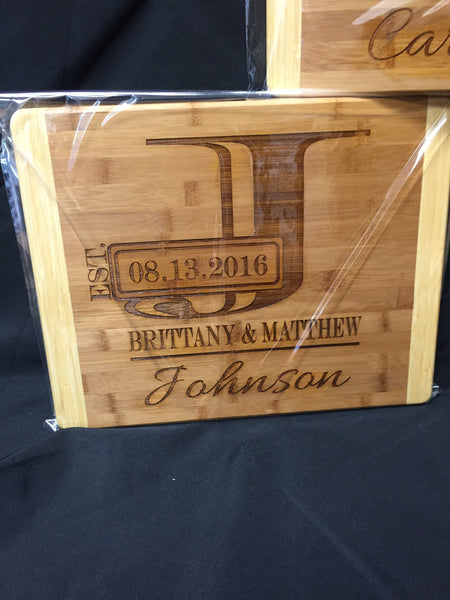 J
EST.
08.13.2016
BRITTANY & MATTHEW
Johnson